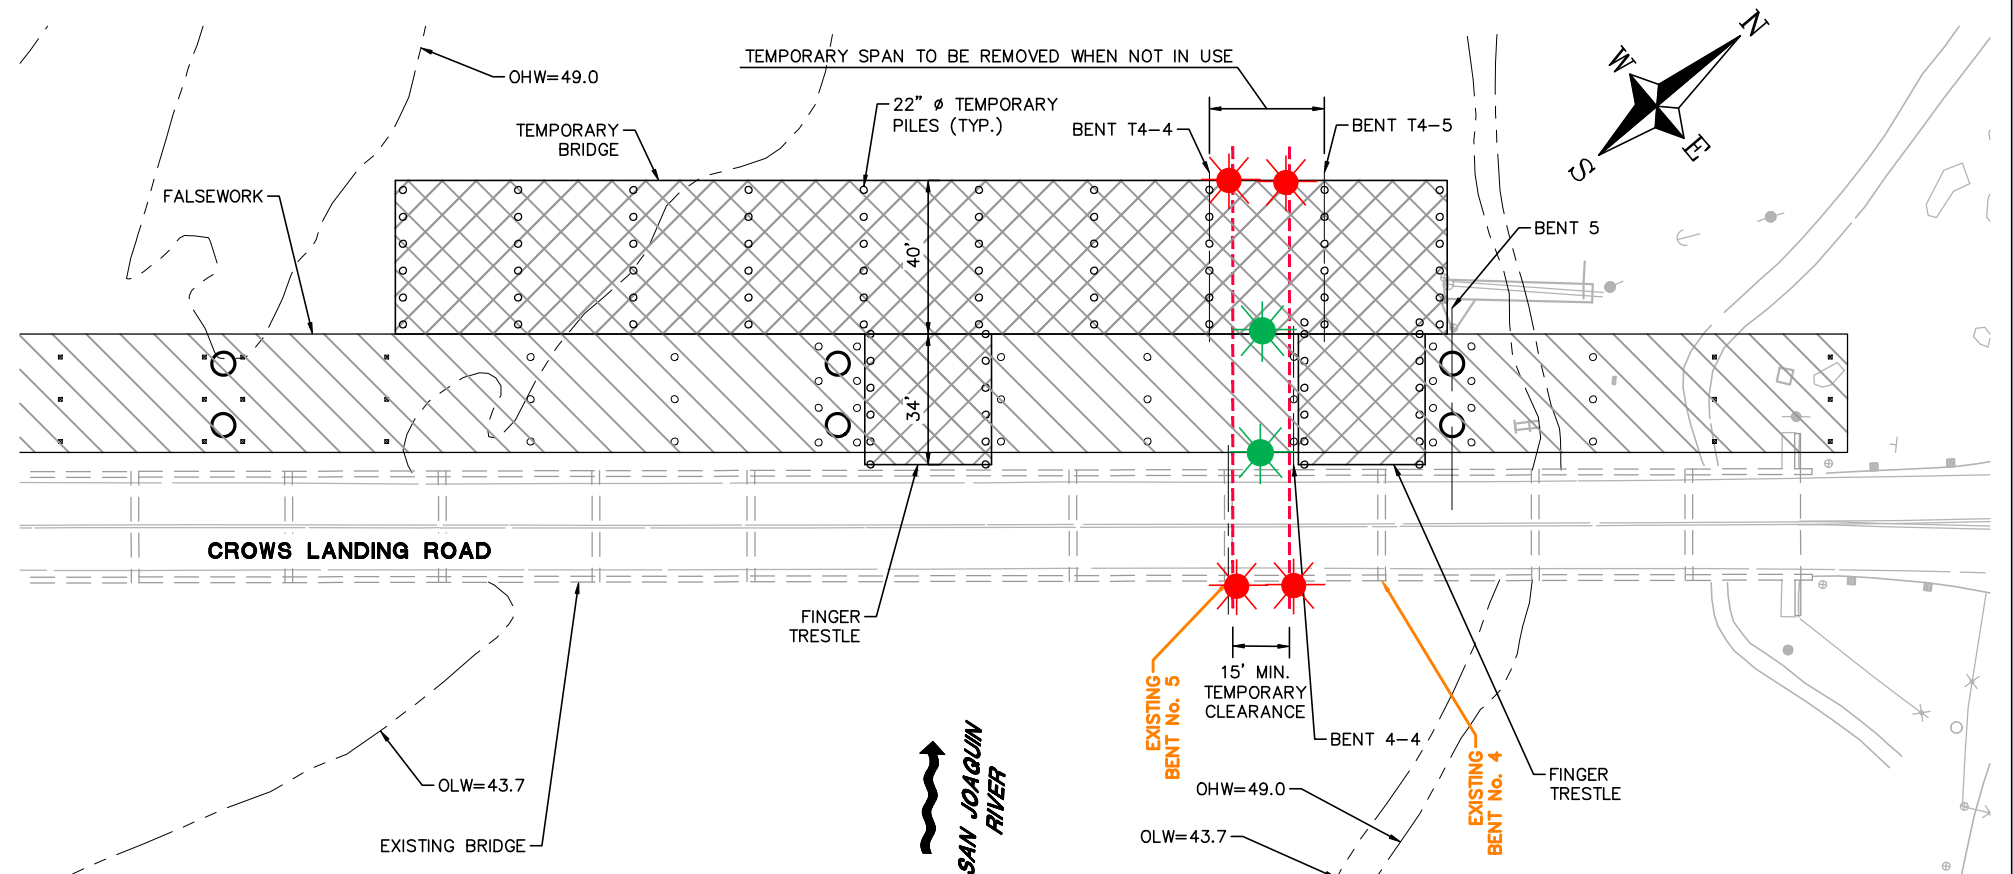 TEMPORARY SPAN TO BE REMOVED WHEN NOT IN USE
OHW=49.0
22" ø TEMPORARY
PILES (TYP.)
TEMPORARY
BRIDGE
BENT T4-4
BENT T4-5
N
W
E
S
FALSEWORK
BENT 5
40'
34'
CROWS LANDING ROAD
FINGER
TRESTLE
EXISTING
BENT No. 5
15' MIN.
TEMPORARY
CLEARANCE
BENT 4-4
EXISTING
BENT No. 4
FINGER
TRESTLE
OLW=43.7
EXISTING BRIDGE
SAN JOAQUIN
RIVER
OHW=49.0
OLW=43.7